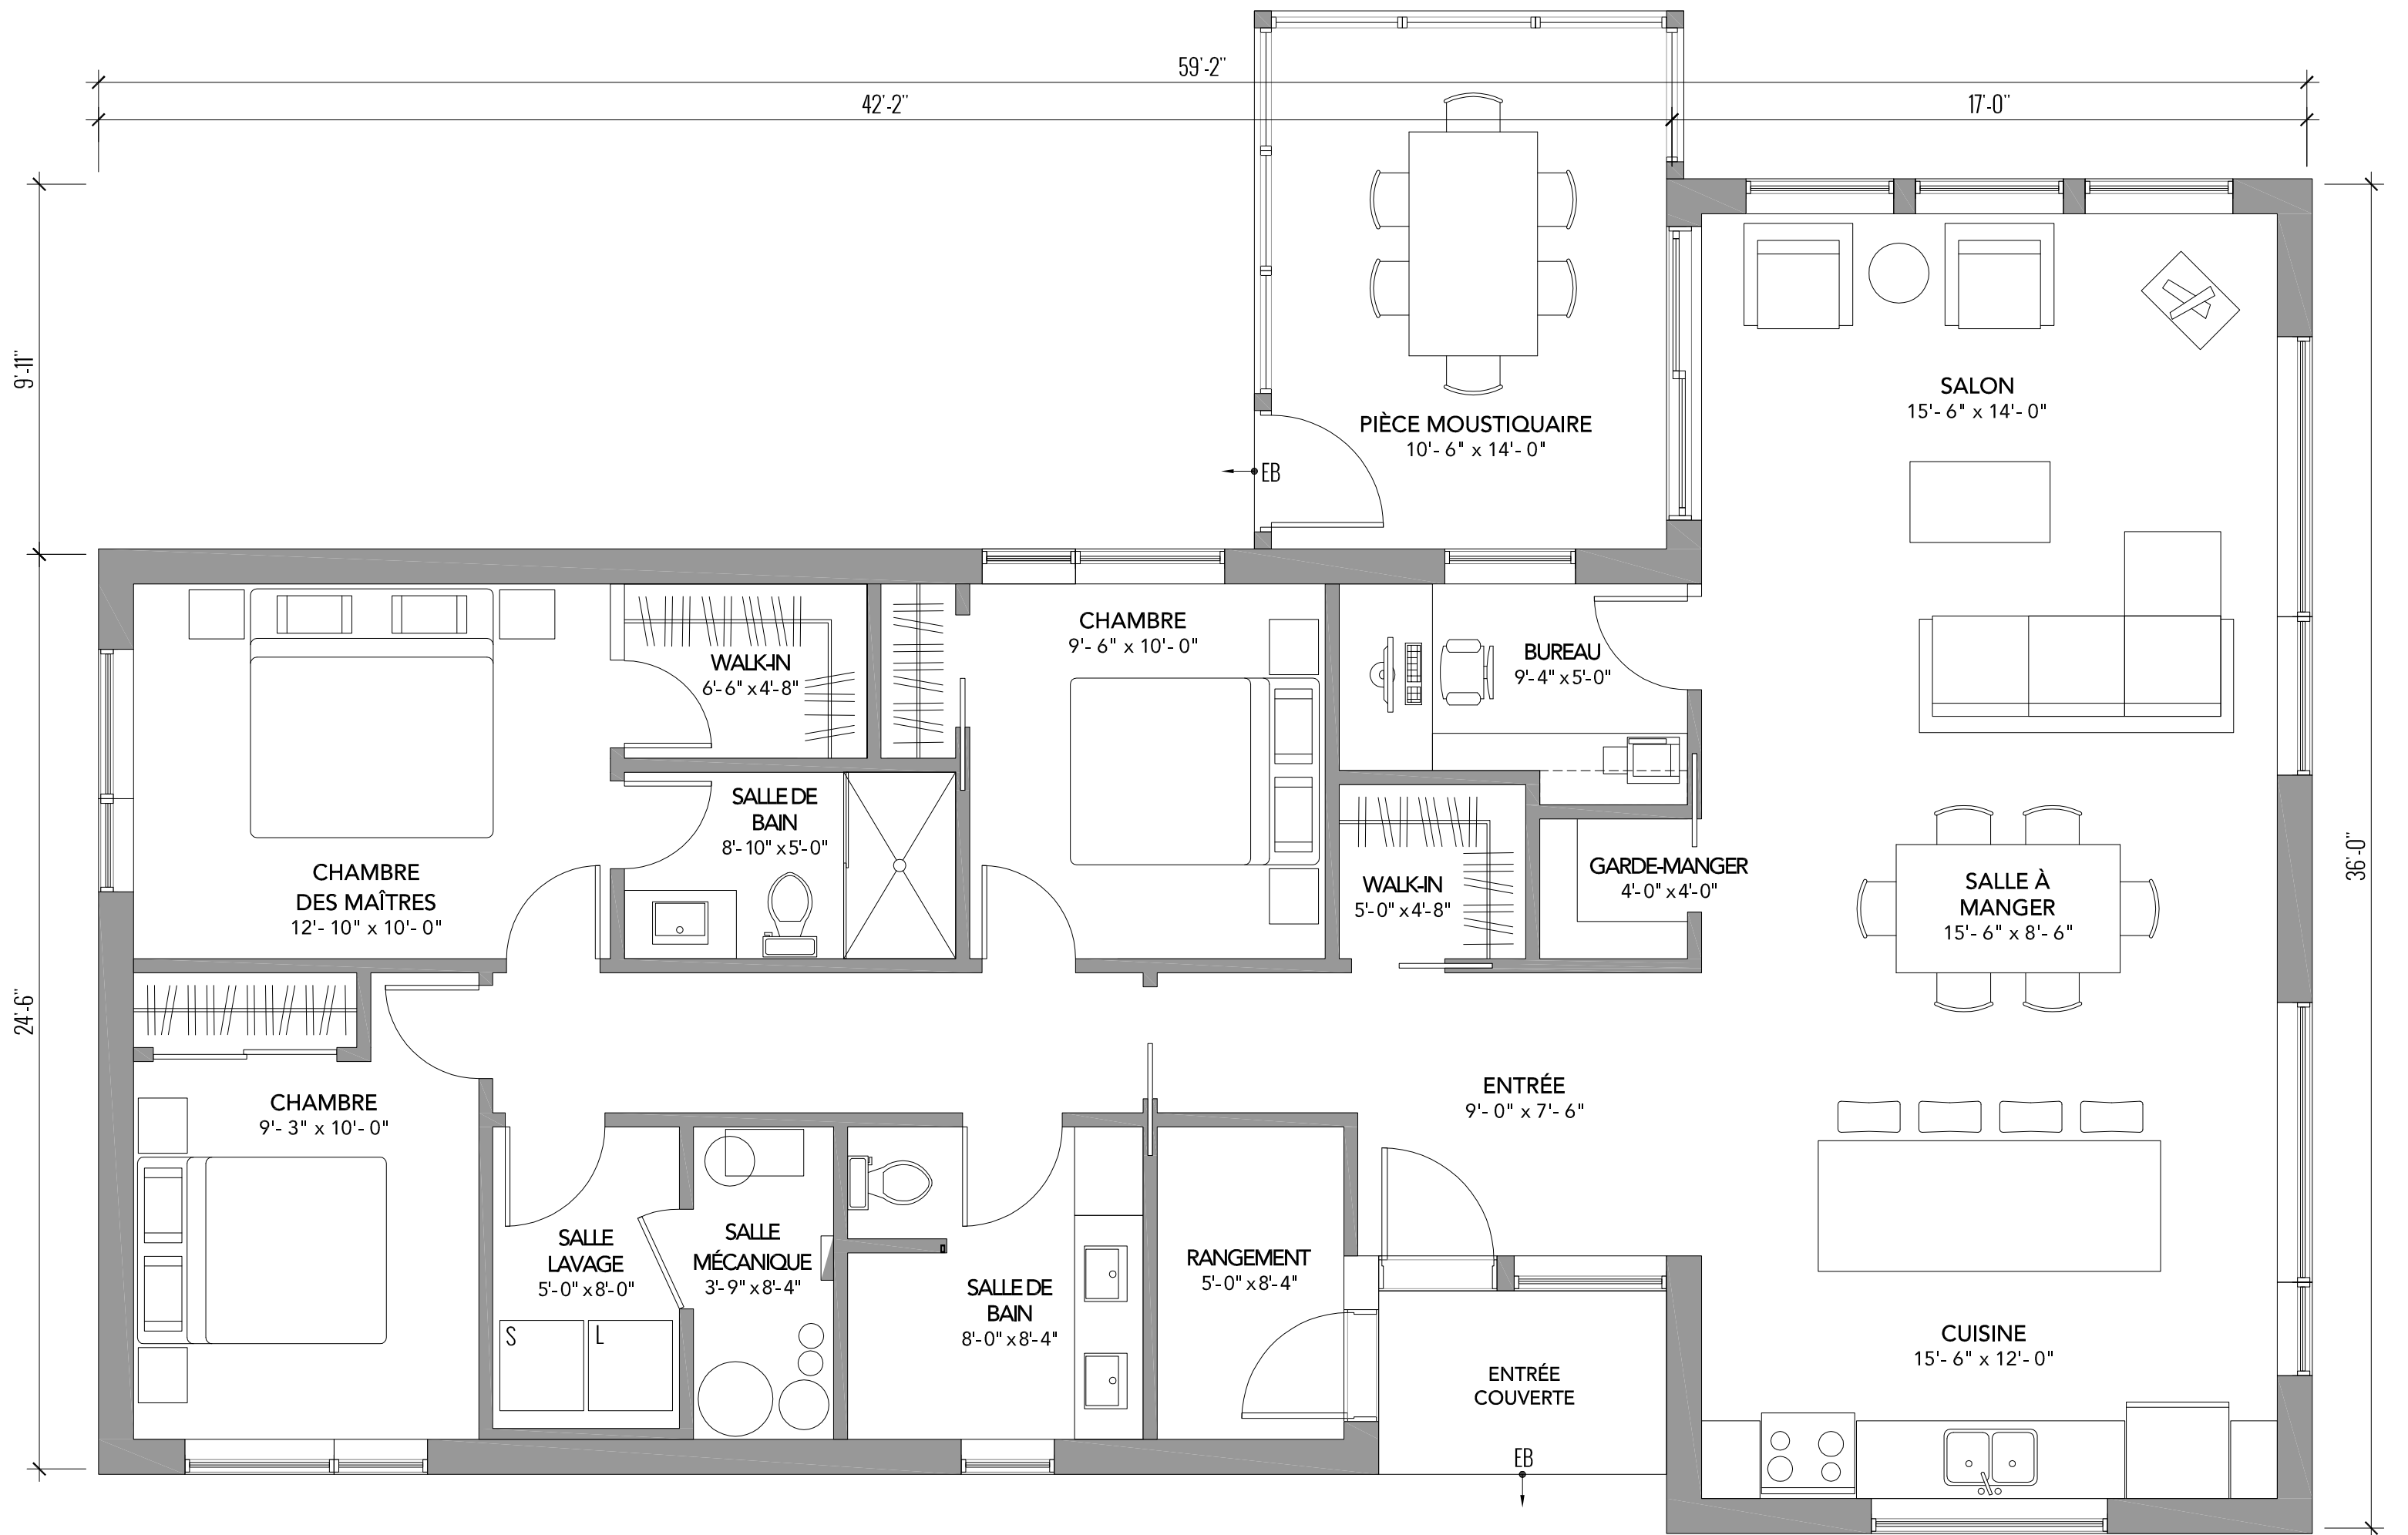 59'-2"
42'-2"
17'-0"
9'-11"
SALON
15'- 6" x 14'- 0"
PIÈCE MOUSTIQUAIRE
10'- 6" x 14'- 0"
EB
CHAMBRE
9'- 6" x 10'- 0"
WALK-IN
6'-6" x 4'-8"
BUREAU
9'-4" x 5'-0"
SALLE DE
BAIN
8'-10" x 5'-0"
CHAMBRE
DES MAÎTRES
12'- 10" x 10'- 0"
WALK-IN
5'-0" x 4'-8"
GARDE-MANGER
4'-0" x 4'-0"
SALLE À
MANGER
15'- 6" x 8'- 6"
36'-0"
24'-6"
CHAMBRE
9'- 3" x 10'- 0"
ENTRÉE
9'- 0" x 7'- 6"
SALLE
LAVAGE
5'-0" x 8'-0"
S
L
SALLE
MÉCANIQUE
3'-9" x 8'-4"
SALLE DE
BAIN
8'-0" x 8'-4"
RANGEMENT
5'-0" x 8'-4"
CUISINE
15'- 6" x 12'- 0"
ENTRÉE
COUVERTE
EB